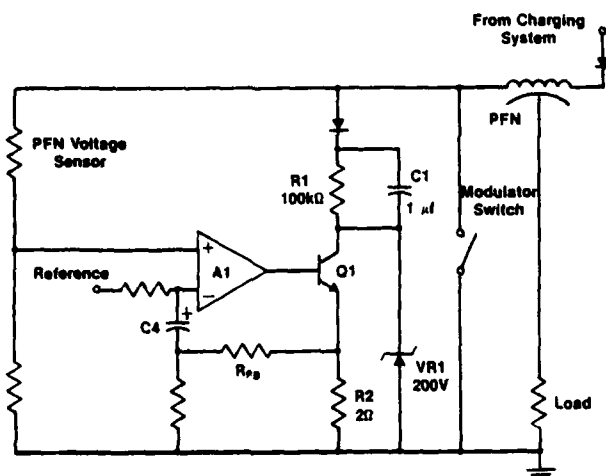 From Charging
System
PFN
PFN Voltage
Sensor
R1
100kΩ
C1
1 μf
Modulator
Switch
Reference
+
A1
−
Q1
C4
+
RFB
VR1
200V
R2
2Ω
Load